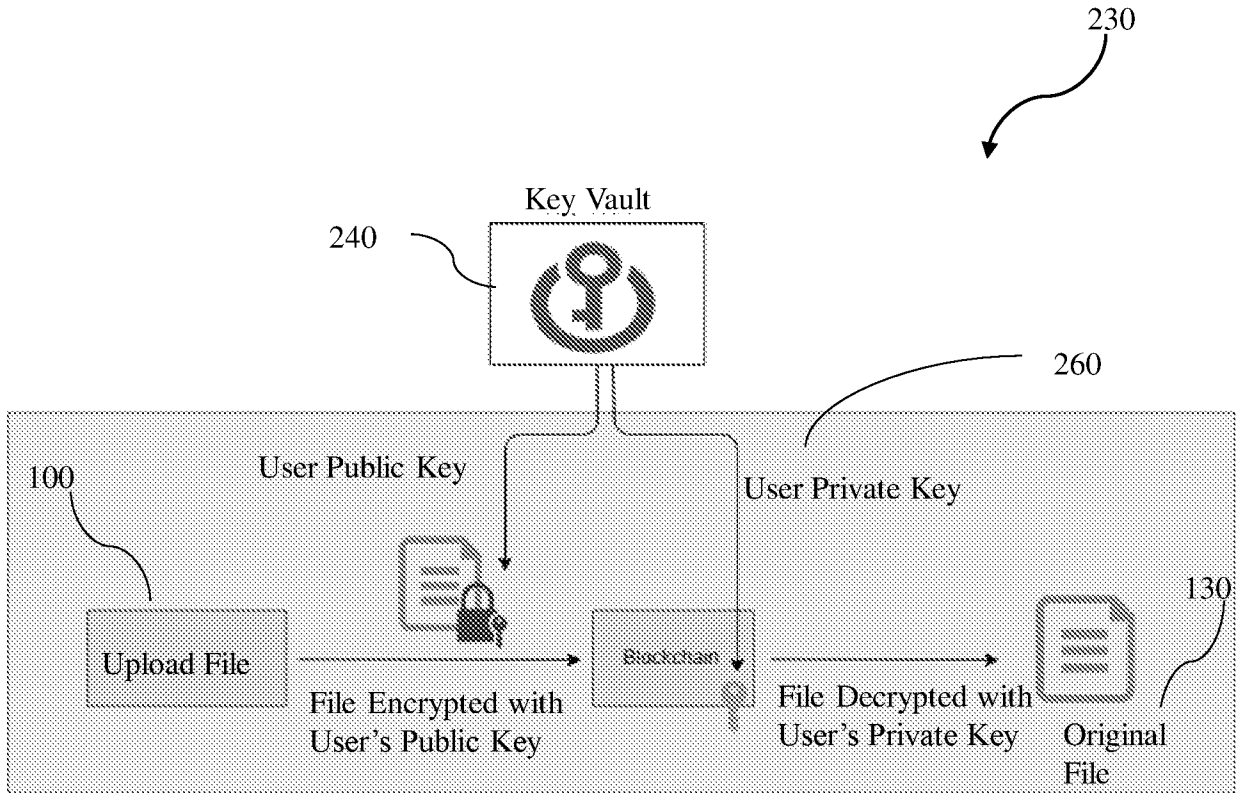 230
Key Vault
240
260
User Public Key
100
User Private Key
130
Upload File
Blockchain
File Encrypted with
User's Public Key
File Decrypted with
User's Private Key
Original
File